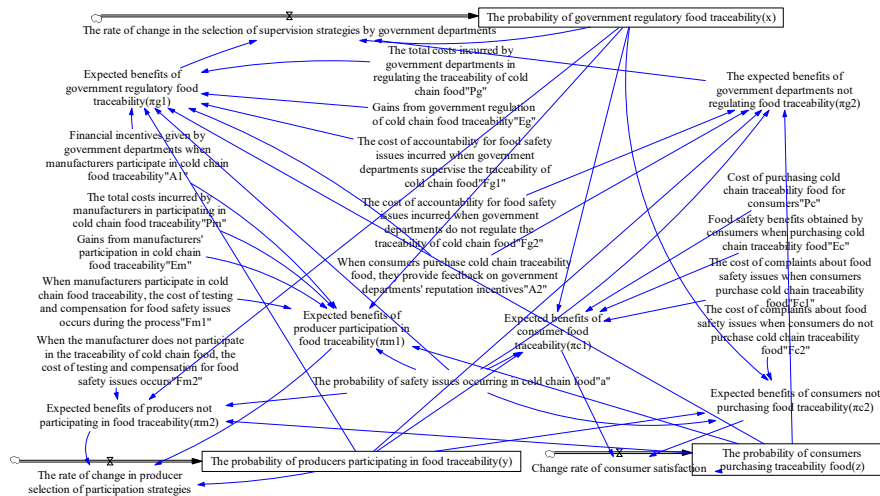 The probability of government regulatory food traceability(x)
The rate of change in the selection of supervision strategies by government departments
The total costs incurred by
government departments in
regulating the traceability of cold
chain food"Pg"
Expected benefits of
government regulatory food
traceability(πg1)
The expected benefits of
government departments not
regulating food traceability(πg2)
Gains from government regulation
of cold chain food traceability"Eg"
Financial incentives given by
government departments when
manufacturers participate in cold chain
food traceability"A1"
The cost of accountability for food safety
issues incurred when government
departments supervise the traceability of
cold chain food"Fg1"
Cost of purchasing cold
chain traceability food for
consumers"Pc"
The total costs incurred by
manufacturers in participating in
cold chain food traceability"Pm"
The cost of accountability for food safety
issues incurred when government
departments do not regulate the
traceability of cold chain food"Fg2"
Food safety benefits obtained by
consumers when purchasing cold
chain traceability food"Ec"
Gains from manufacturers'
participation in cold chain
food traceability"Em"
When consumers purchase cold chain traceability
food, they provide feedback on government
departments' reputation incentives"A2"
The cost of complaints about food
safety issues when consumers
purchase cold chain traceability
food"Fc1"
When manufacturers participate in cold
chain food traceability, the cost of testing
and compensation for food safety issues
occurs during the process"Fm1"
Expected benefits of
producer participation in
food traceability(πm1)
Expected benefits of
consumer food
traceability(πc1)
The cost of complaints about food
safety issues when consumers do not
purchase cold chain traceability
food"Fc2"
When the manufacturer does not participate
in the traceability of cold chain food, the
cost of testing and compensation for food
safety issues occurs"Fm2"
The probability of safety issues occurring in cold chain food"a"
Expected benefits of producers not
participating in food traceability(πm2)
Expected benefits of consumers not
purchasing food traceability(πc2)
The probability of producers participating in food traceability(y)
The rate of change in producer
selection of participation strategies
Change rate of consumer satisfaction
The probability of consumers
purchasing traceability food(z)